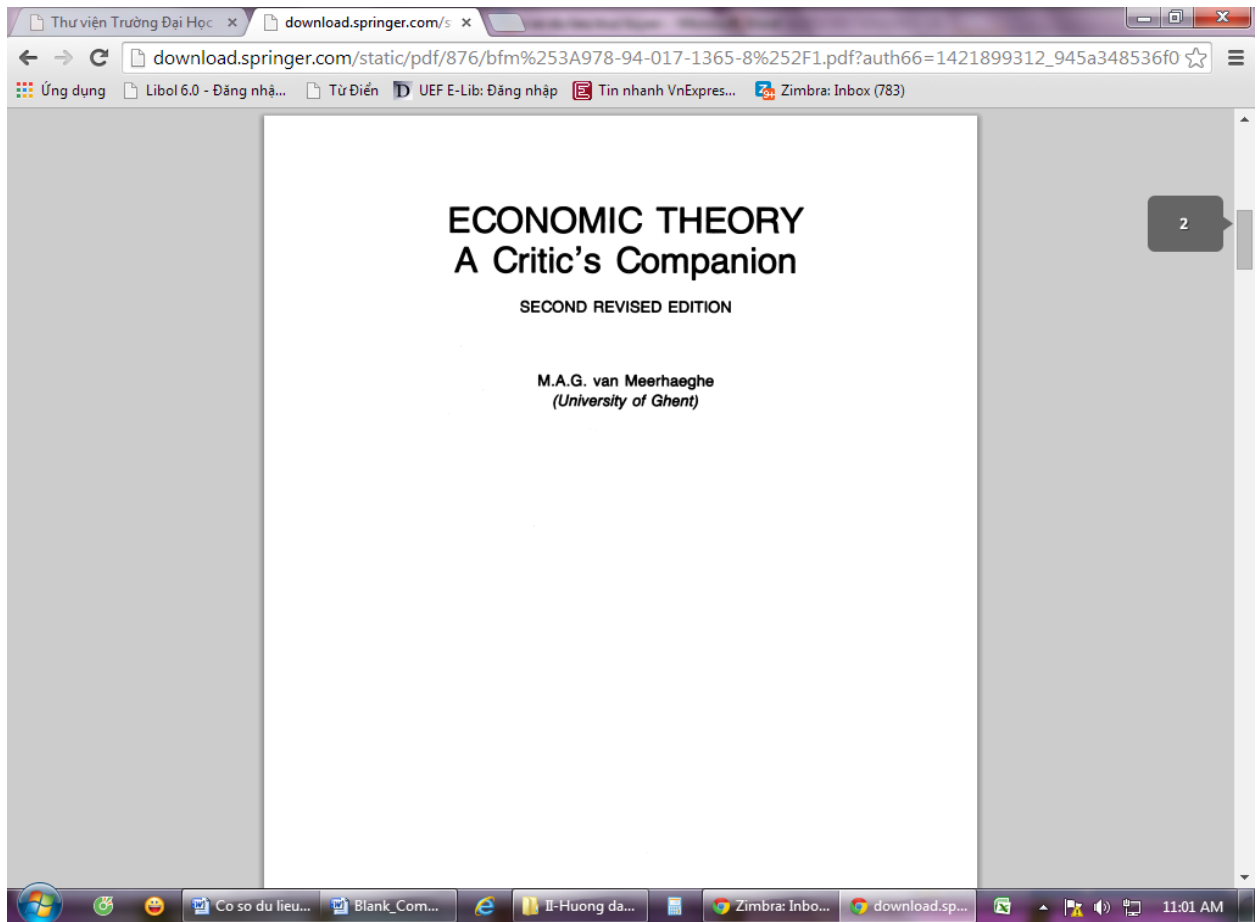 Thư viện Trường Đại Học
download.springer.com/s
download.springer.com/static/pdf/876/bfm%253A978-94-017-1365-8%252F1.pdf?auth66=1421899312_945a348536f0
Ứng dụng Libol 6.0 - Đăng nhậ... Từ Điển UEF E-Lib: Đăng nhập Tin nhanh VnExpres... Zimbra: Inbox (783)
2
ECONOMIC THEORY
A Critic's Companion
SECOND REVISED EDITION
M.A.G. van Meerhaeghe
(University of Ghent)
Co so du lieu... Blank_Com... II-Huong da... Zimbra: Inbo... download.sp... 11:01 AM